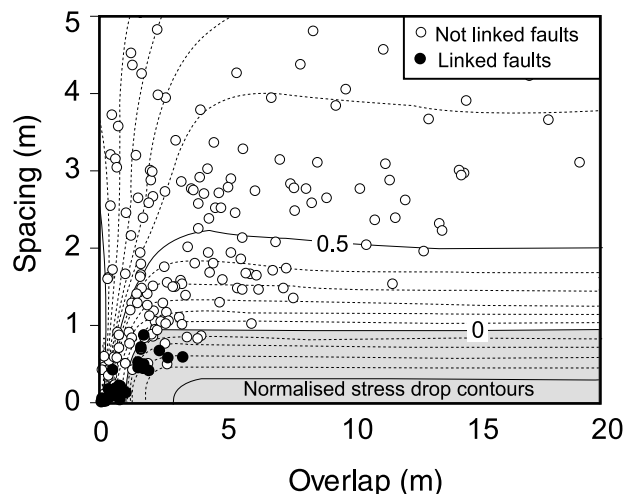 5
4
3
2
1
0
Spacing (m)
Not linked faults
Linked faults
0.5
0
Normalised stress drop contours
0 5 10 15 20
Overlap (m)